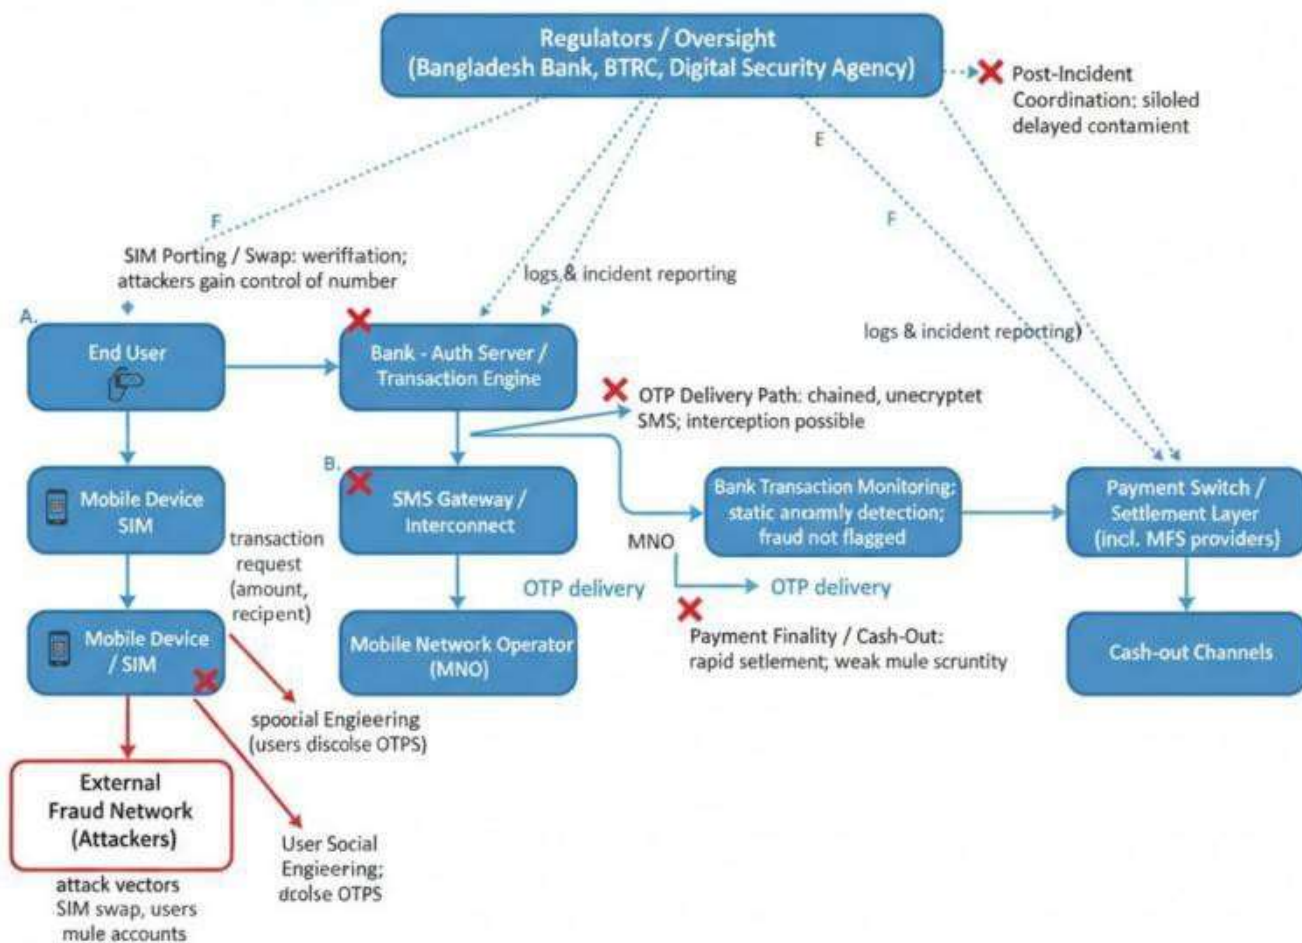 Regulators / Oversight
(Bangladesh Bank, BTRC, Digital Security Agency)
Post-Incident
Coordination: siloled
delayed contamient
E
F
F
SIM Porting / Swap: weriffation;
attackers gain control of number
logs & incident reporting
logs & incident reporting)
A.
End User
Bank - Auth Server /
Transaction Engine
OTP Delivery Path: chained, unecryptet
SMS; interception possible
B.
Mobile Device
SIM
SMS Gateway /
Interconnect
Bank Transaction Monitoring;
static anoamly detection;
fraud not flagged
Payment Switch /
Settlement Layer
(incl. MFS providers)
transaction
request
(amount,
recipent)
MNO
OTP delivery
OTP delivery
Mobile Device
/ SIM
Mobile Network Operator
(MNO)
Payment Finality / Cash-Out:
rapid setlement; weak mule scruntity
Cash-out Channels
spoocial Engieering
(users discolse OTPS)
External
Fraud Network
(Attackers)
User Social
Engieering;
dcolse OTPS
attack vectors
SIM swap, users
mule accounts